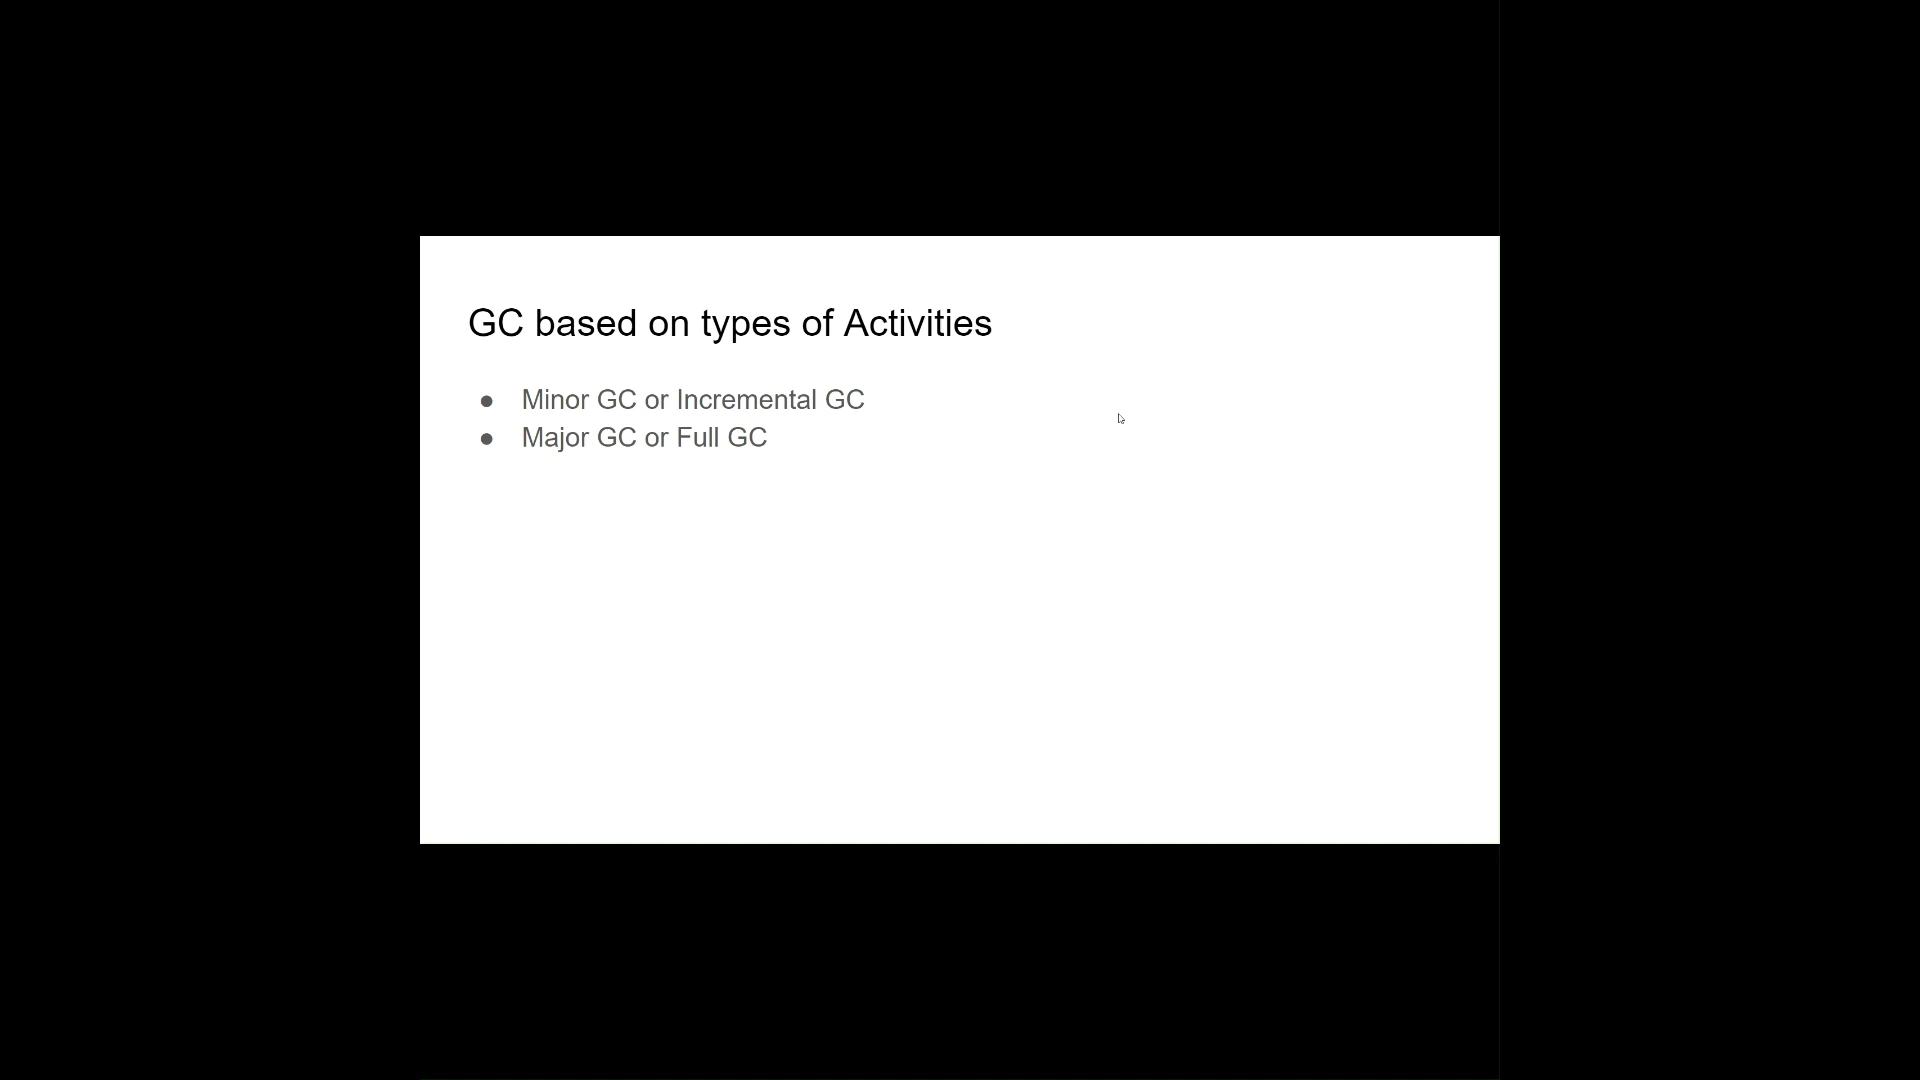 GC based on types of Activities
● Minor GC or Incremental GC
● Major GC or Full GC